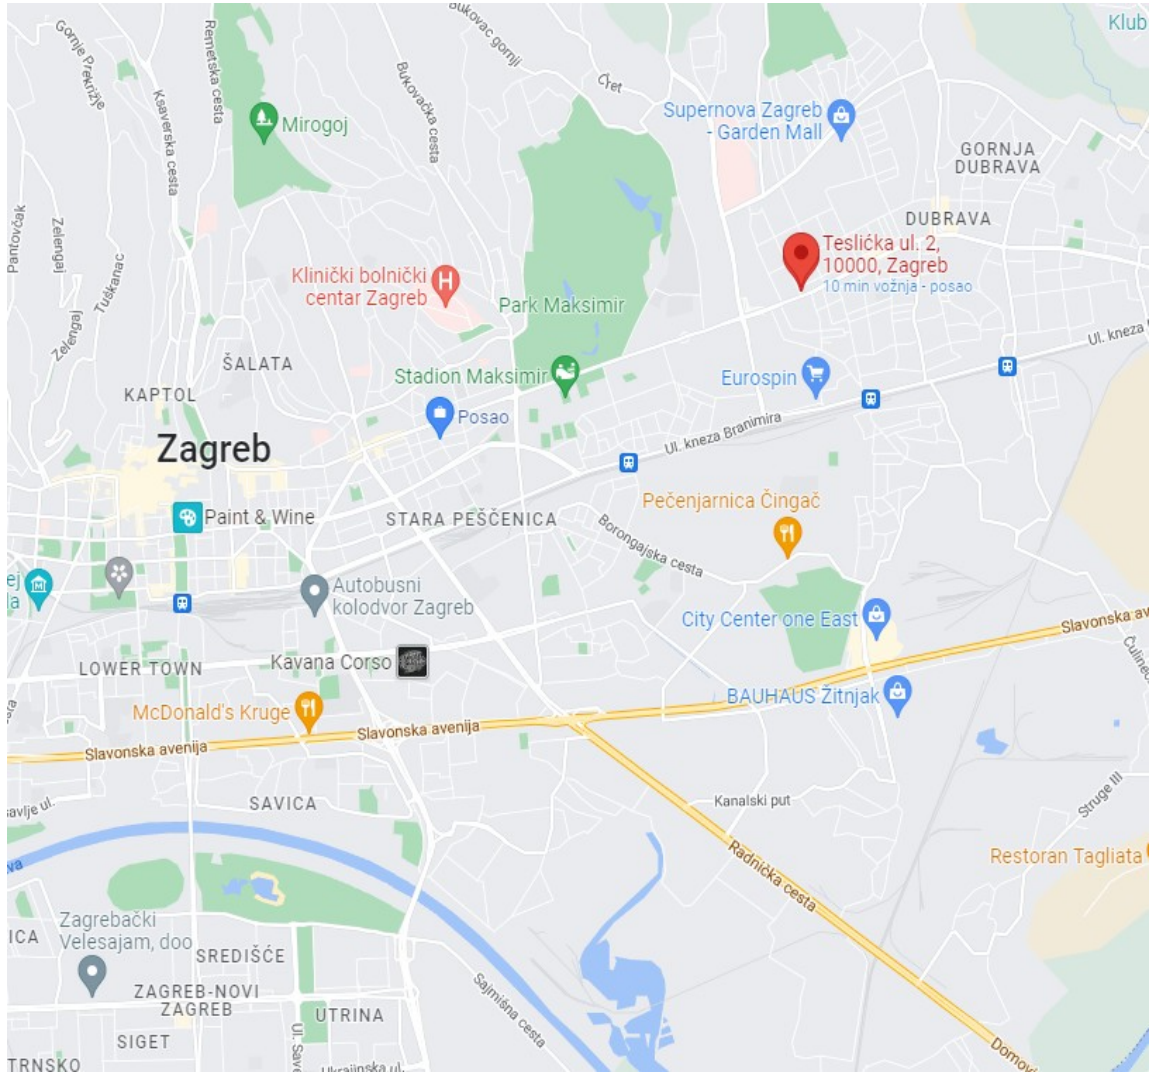 Klub
Gornje Prekrižje
Ksaverska cesta
Remetska cesta
Bukovačka cesta
Bukovac gornji
Čret
Mirogoj
Supernova Zagreb
- Garden Mall
GORNJA
DUBRAVA
DUBRAVA
Pantovčak
Zelengaj
Tuškanac
Zelengaj
Klinički bolnički
centar Zagreb
Park Maksimir
Teslićka ul. 2,
10000, Zagreb
10 min vožnja - posao
ŠALATA
KAPTOL
Stadion Maksimir
Eurospin
Ul. kneza
Posao
Ul. kneza Branimira
Zagreb
Paint & Wine
STARA PEŠČENICA
Pečenjarnica Čingač
Borongajska cesta
Autobusni
kolodvor Zagreb
City Center one East
Slavonska
LOWER TOWN
Kavana Corso
McDonald's Kruge
BAUHAUS Žitnjak
Slavonska avenija
Slavonska avenija
SAVICA
Kanalski put
Struge III
Radnička cesta
Restoran Tagliata
Zagrebački
Velesajam, doo
SREDIŠĆE
ZAGREB-NOVI
ZAGREB
UTRINA
SIGET
TRNSKO
Sajmišna cesta
Ukrajinska ul.